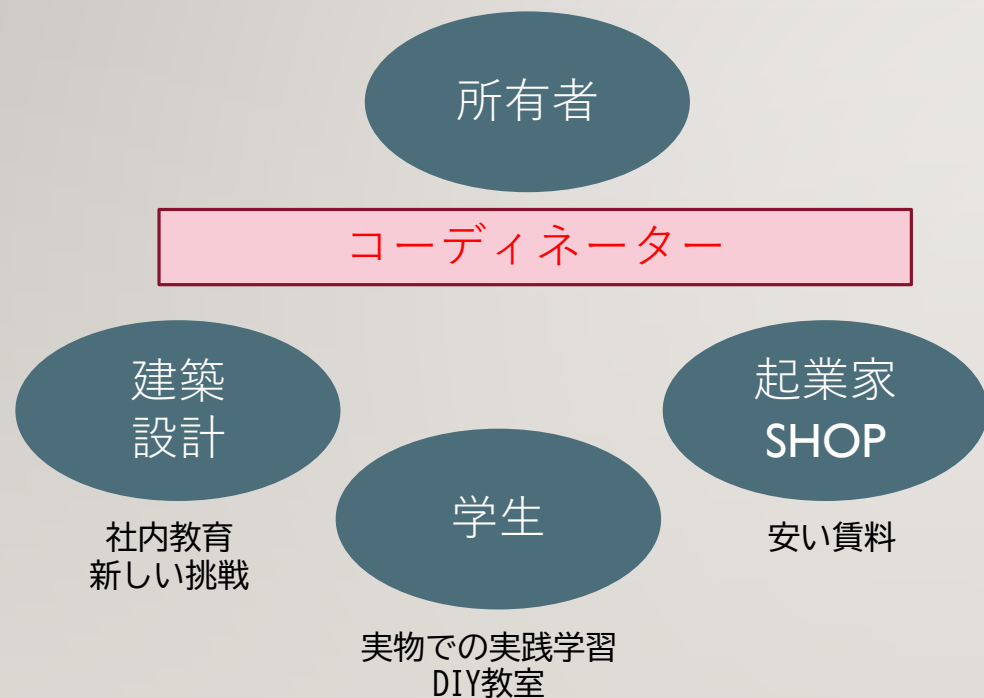 所有者
コーディネーター
建築
設計
社内教育
新しい挑戦
学生
実物での実践学習
DIY教室
起業家
SHOP
安い賃料